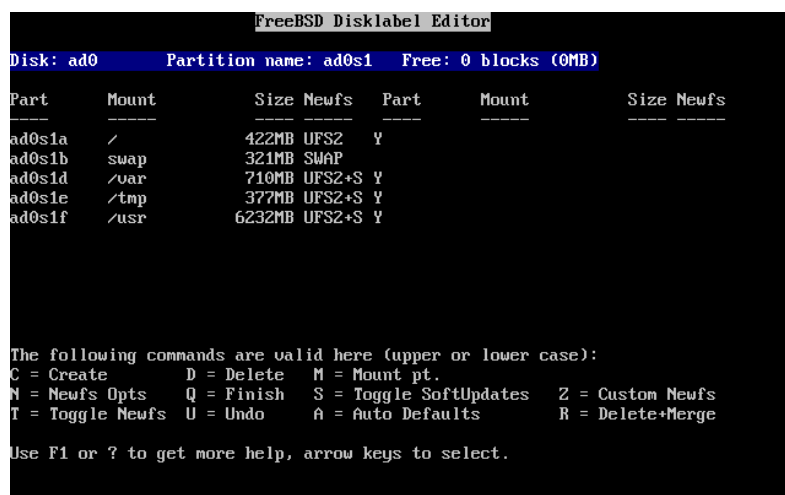 FreeBSD Disklabel Editor
Disk: ad0       Partition name: ad0s1   Free: 0 blocks (0MB)
Part      Mount          Size Newfs   Part      Mount          Size Newfs
----      -----          ---- -----   ----      -----          ---- -----
ad0s1a    /             422MB UFS2   Y
ad0s1b    swap          321MB SWAP
ad0s1d    /var          710MB UFS2+S Y
ad0s1e    /tmp          377MB UFS2+S Y
ad0s1f    /usr         6232MB UFS2+S Y
The following commands are valid here (upper or lower case):
C = Create        D = Delete   M = Mount pt.
N = Newfs Opts    Q = Finish   S = Toggle SoftUpdates   Z = Custom Newfs
T = Toggle Newfs  U = Undo     A = Auto Defaults        R = Delete+Merge
Use F1 or ? to get more help, arrow keys to select.